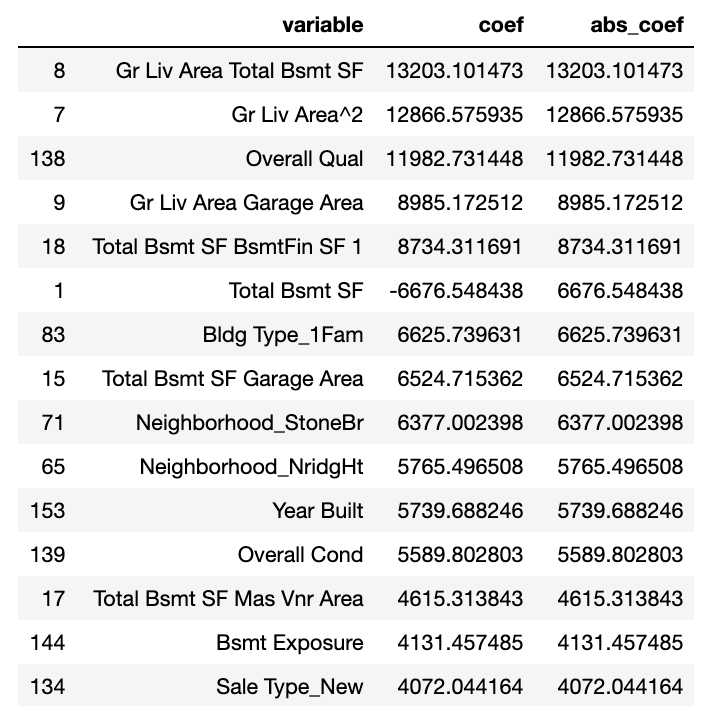 variable coef abs_coef
8 Gr Liv Area Total Bsmt SF 13203.101473 13203.101473
7 Gr Liv Area^2 12866.575935 12866.575935
138 Overall Qual 11982.731448 11982.731448
9 Gr Liv Area Garage Area 8985.172512 8985.172512
18 Total Bsmt SF BsmtFin SF 1 8734.311691 8734.311691
1 Total Bsmt SF -6676.548438 6676.548438
83 Bldg Type_1Fam 6625.739631 6625.739631
15 Total Bsmt SF Garage Area 6524.715362 6524.715362
71 Neighborhood_StoneBr 6377.002398 6377.002398
65 Neighborhood_NridgHt 5765.496508 5765.496508
153 Year Built 5739.688246 5739.688246
139 Overall Cond 5589.802803 5589.802803
17 Total Bsmt SF Mas Vnr Area 4615.313843 4615.313843
144 Bsmt Exposure 4131.457485 4131.457485
134 Sale Type_New 4072.044164 4072.044164